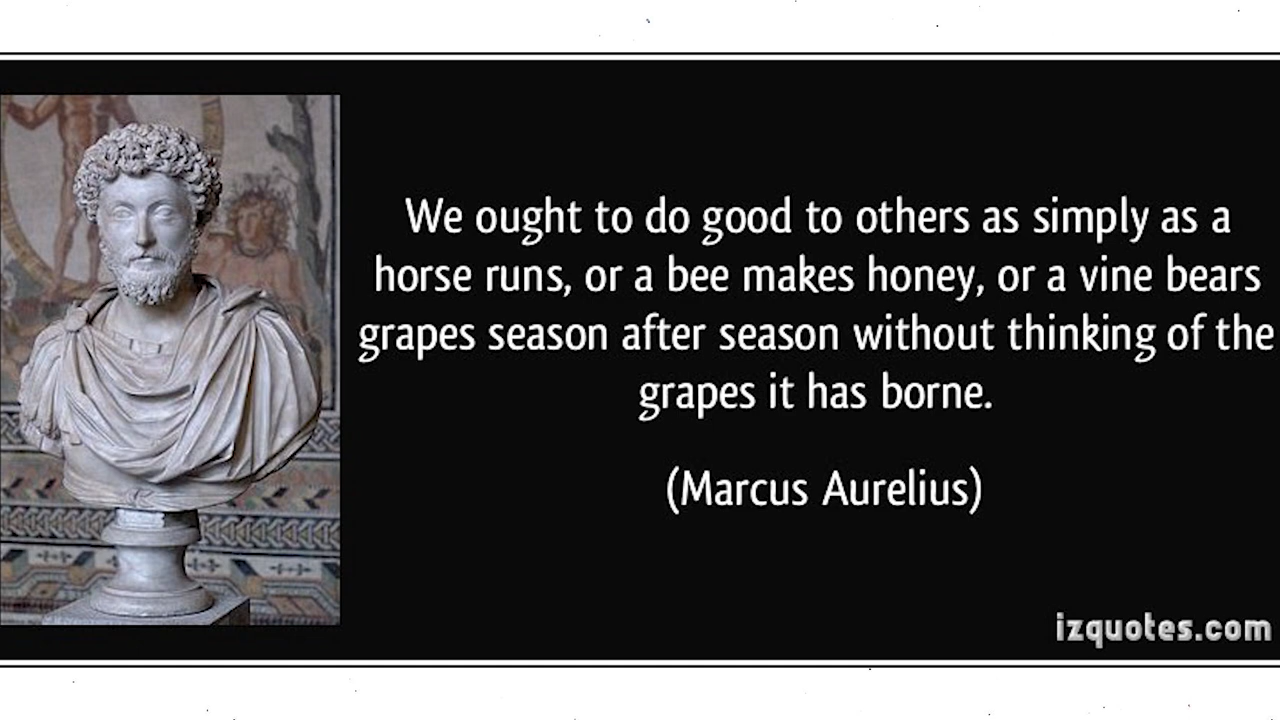 We ought to do good to others as simply as a
horse runs, or a bee makes honey, or a vine bears
grapes season after season without thinking of the
grapes it has borne.
(Marcus Aurelius)
izquotes.com